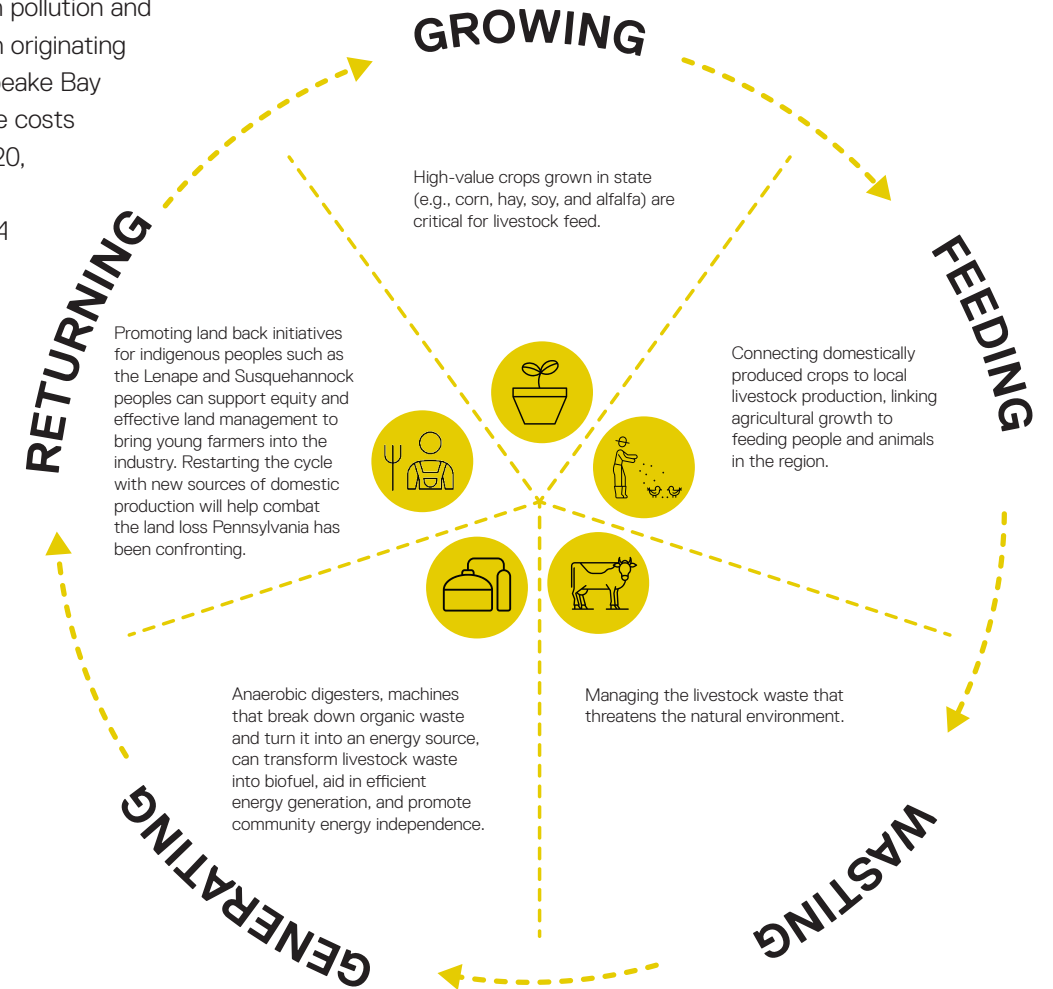 pollution and
originating
Bay
costs
20,
GROWING
High-value crops grown in state
(e.g., corn, hay, soy, and alfalfa) are
critical for livestock feed.
FEEDING
Connecting domestically
produced crops to local
livestock production, linking
agricultural growth to
feeding people and animals
in the region.
WASTING
Managing the livestock waste that
threatens the natural environment.
GENERATING
Anaerobic digesters, machines
that break down organic waste
and turn it into an energy source,
can transform livestock waste
into biofuel, aid in efficient
energy generation, and promote
community energy independence.
RETURNING
Promoting land back initiatives
for indigenous peoples such as
the Lenape and Susquehannock
peoples can support equity and
effective land management to
bring young farmers into the
industry. Restarting the cycle
with new sources of domestic
production will help combat
the land loss Pennsylvania has
been confronting.